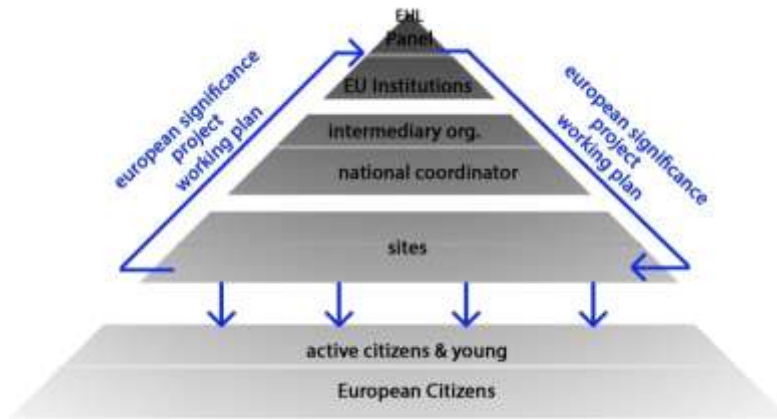 EHL
Panel
EU Institutions
intermediary org.
national coordinator
sites
active citizens & young
European Citizens
european significance
project
working plan
european significance
project
working plan